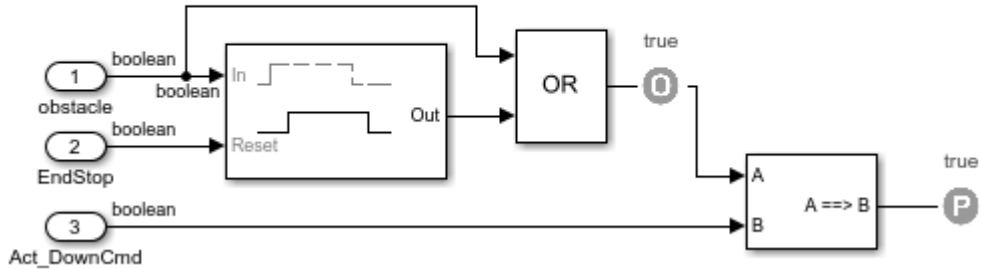 boolean
1
obstacle
boolean
In
Out
OR
true
O
boolean
2
EndStop
Reset
boolean
3
Act_DownCmd
A
B
A ==> B
true
P